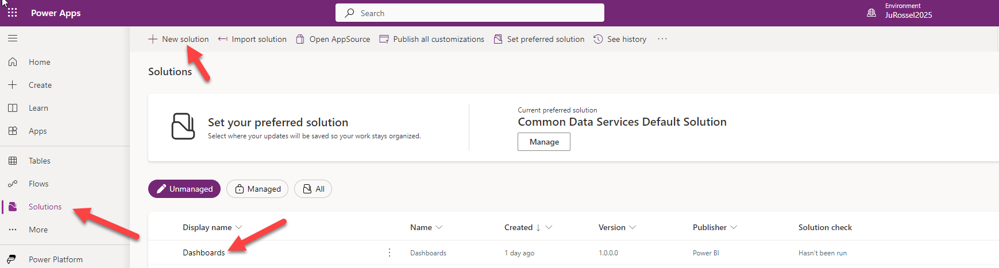 Power Apps
Search
Environment
JuRossel2025
New solution
Import solution
Open AppSource
Publish all customizations
Set preferred solution
See history
Home
Create
Learn
Apps
Tables
Flows
Solutions
More
Power Platform
Solutions
Set your preferred solution
Select where your updates will be saved so your work stays organized.
Current preferred solution
Common Data Services Default Solution
Manage
Unmanaged
Managed
All
Display name
Name
Created
Version
Publisher
Solution check
Dashboards
Dashboards
1 day ago
1.0.0.0
Power BI
Hasn't been run